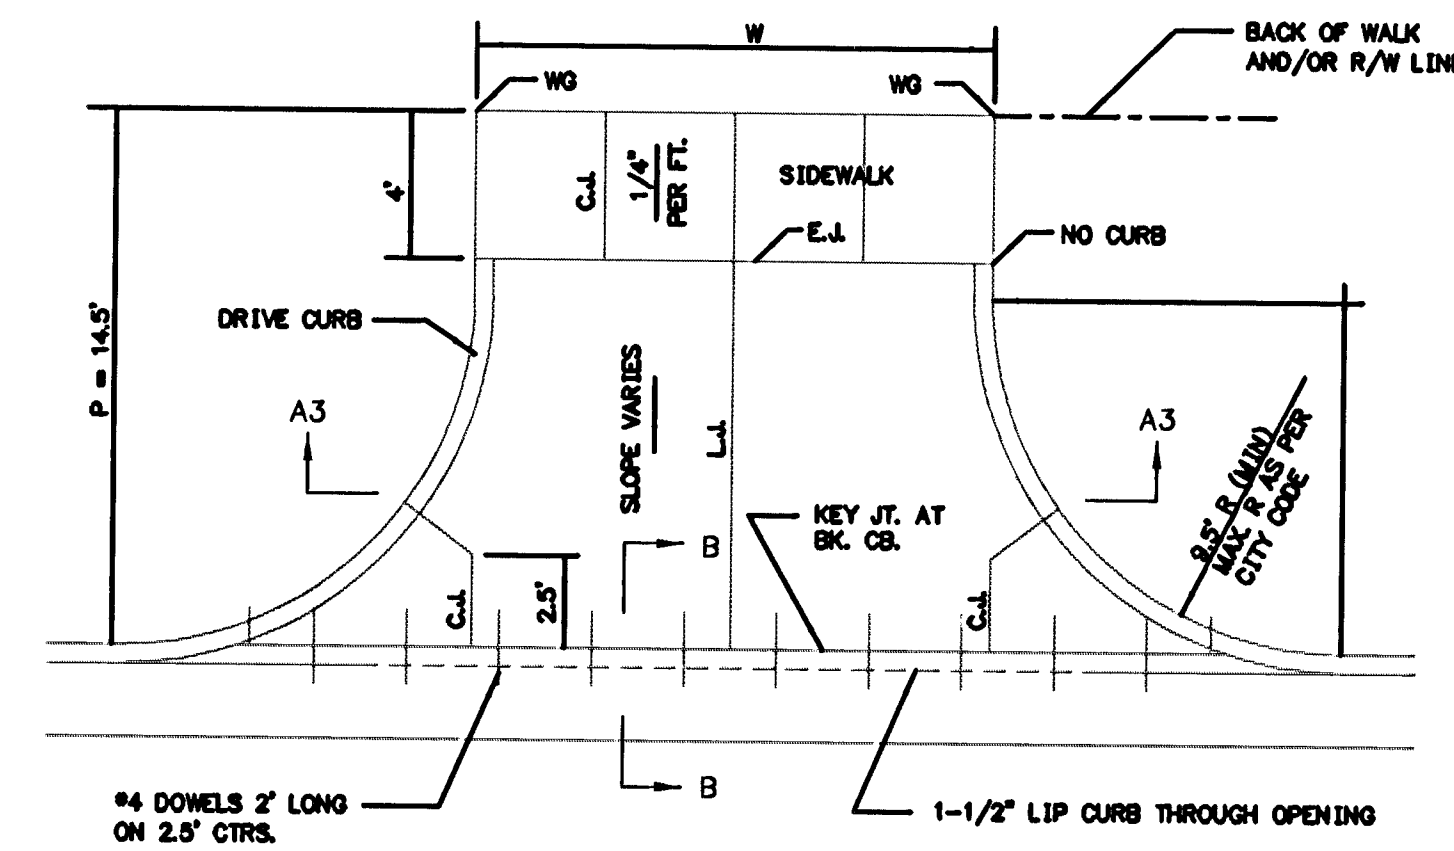 W
BACK OF WALK
AND/OR R/W LINE
WG
WG
4'
C.J.
1/4"
PER FT.
SIDEWALK
E.J.
NO CURB
P = 14.5'
DRIVE CURB
SLOPE VARIES
L.J.
A3
A3
9.5' R (MIN)
MAX. R AS PER
CITY CODE
KEY JT. AT
BK. CB.
B
C.J.
2.5'
C.J.
B
#4 DOWELS 2' LONG
ON 2.5' CTRS.
1-1/2" LIP CURB THROUGH OPENING